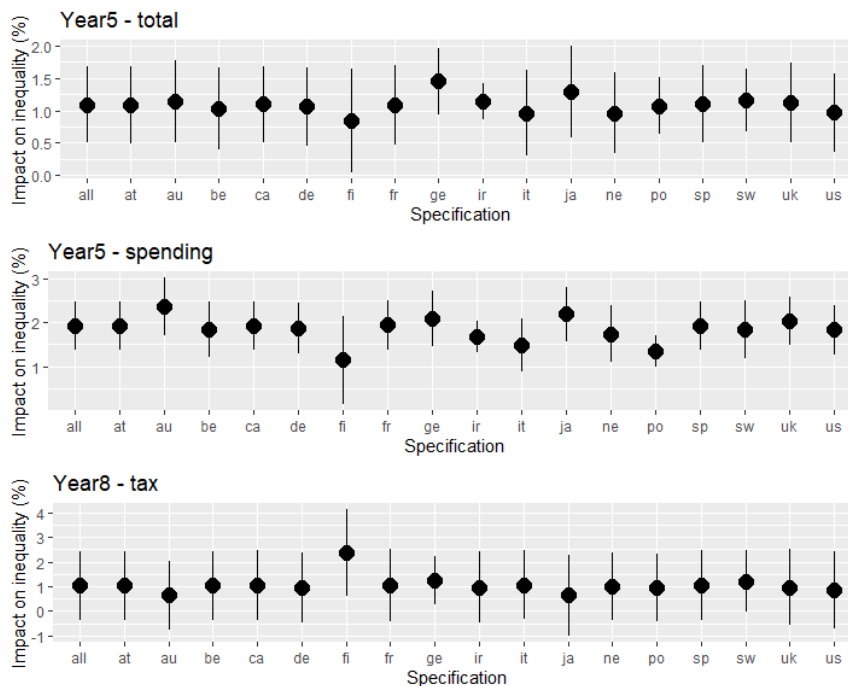 Year5 - total
Impact on inequality (%)
2.0
1.5
1.0
0.5
0.0
all at au be ca de fi fr ge ir it ja ne po sp sw uk us
Specification
Year5 - spending
Impact on inequality (%)
3
2
1
all at au be ca de fi fr ge ir it ja ne po sp sw uk us
Specification
Year8 - tax
Impact on inequality (%)
4
3
2
1
0
-1
all at au be ca de fi fr ge ir it ja ne po sp sw uk us
Specification